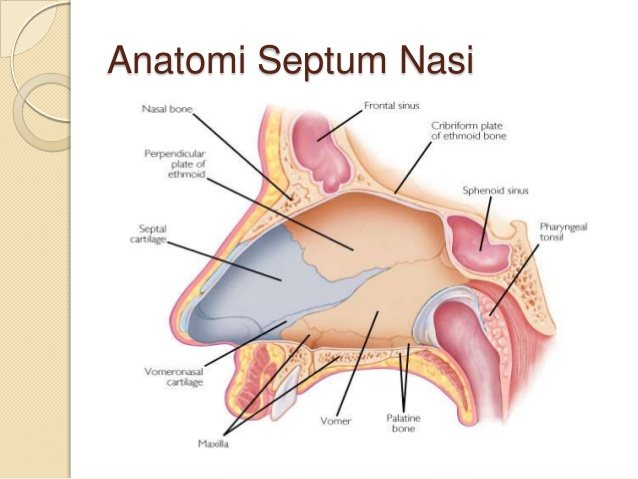 Anatomi Septum Nasi
Nasal bone
Frontal sinus
Cribriform plate
of ethmoid bone
Perpendicular
plate of
ethmoid
Sphenoid sinus
Septal
cartilage
Pharyngeal
tonsil
Vomeronasal
cartilage
Maxilla
Vomer
Palatine
bone